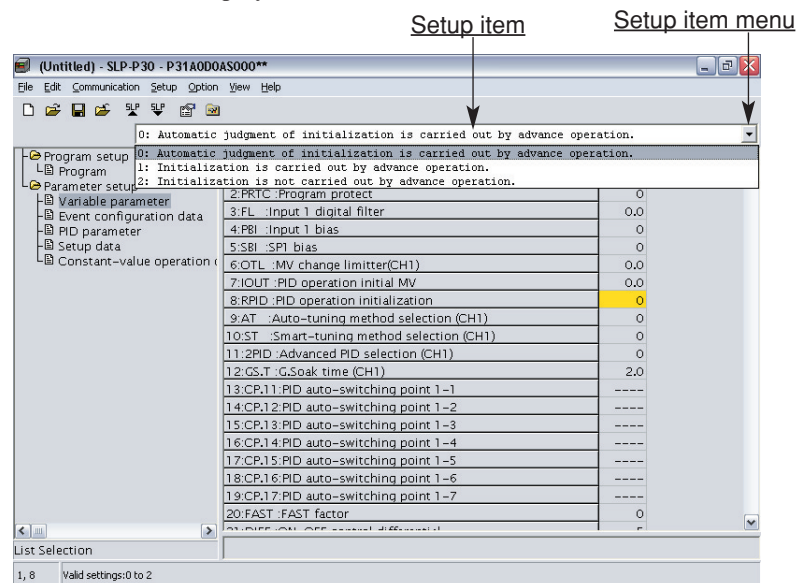 Setup item
Setup item menu
(Untitled) - SLP-P30 - P31A0D0AS000**
File Edit Communication Setup Option View Help
SLP SLP
0: Automatic judgment of initialization is carried out by advance operation.
0: Automatic judgment of initialization is carried out by advance operation.
1: Initialization is carried out by advance operation.
2: Initialization is not carried out by advance operation.
Program setup
Program
Parameter setup
Variable parameter
Event configuration data
PID parameter
Setup data
Constant-value operation
2:PRTC :Program protect 0
3:FL :Input 1 digital filter 0.0
4:PBI :Input 1 bias 0
5:SBI :SP1 bias 0
6:OTL :MV change limitter(CH1) 0.0
7:IOUT :PID operation initial MV 0.0
8:RPID :PID operation initialization 0
9:AT :Auto-tuning method selection (CH1) 0
10:ST :Smart-tuning method selection (CH1) 0
11:2PID :Advanced PID selection (CH1) 0
12:GS.T :G.Soak time (CH1) 2.0
13:CP.11:PID auto-switching point 1-1 ----
14:CP.12:PID auto-switching point 1-2 ----
15:CP.13:PID auto-switching point 1-3 ----
16:CP.14:PID auto-switching point 1-4 ----
17:CP.15:PID auto-switching point 1-5 ----
18:CP.16:PID auto-switching point 1-6 ----
19:CP.17:PID auto-switching point 1-7 ----
20:FAST :FAST factor 0
List Selection
1, 8 Valid settings:0 to 2